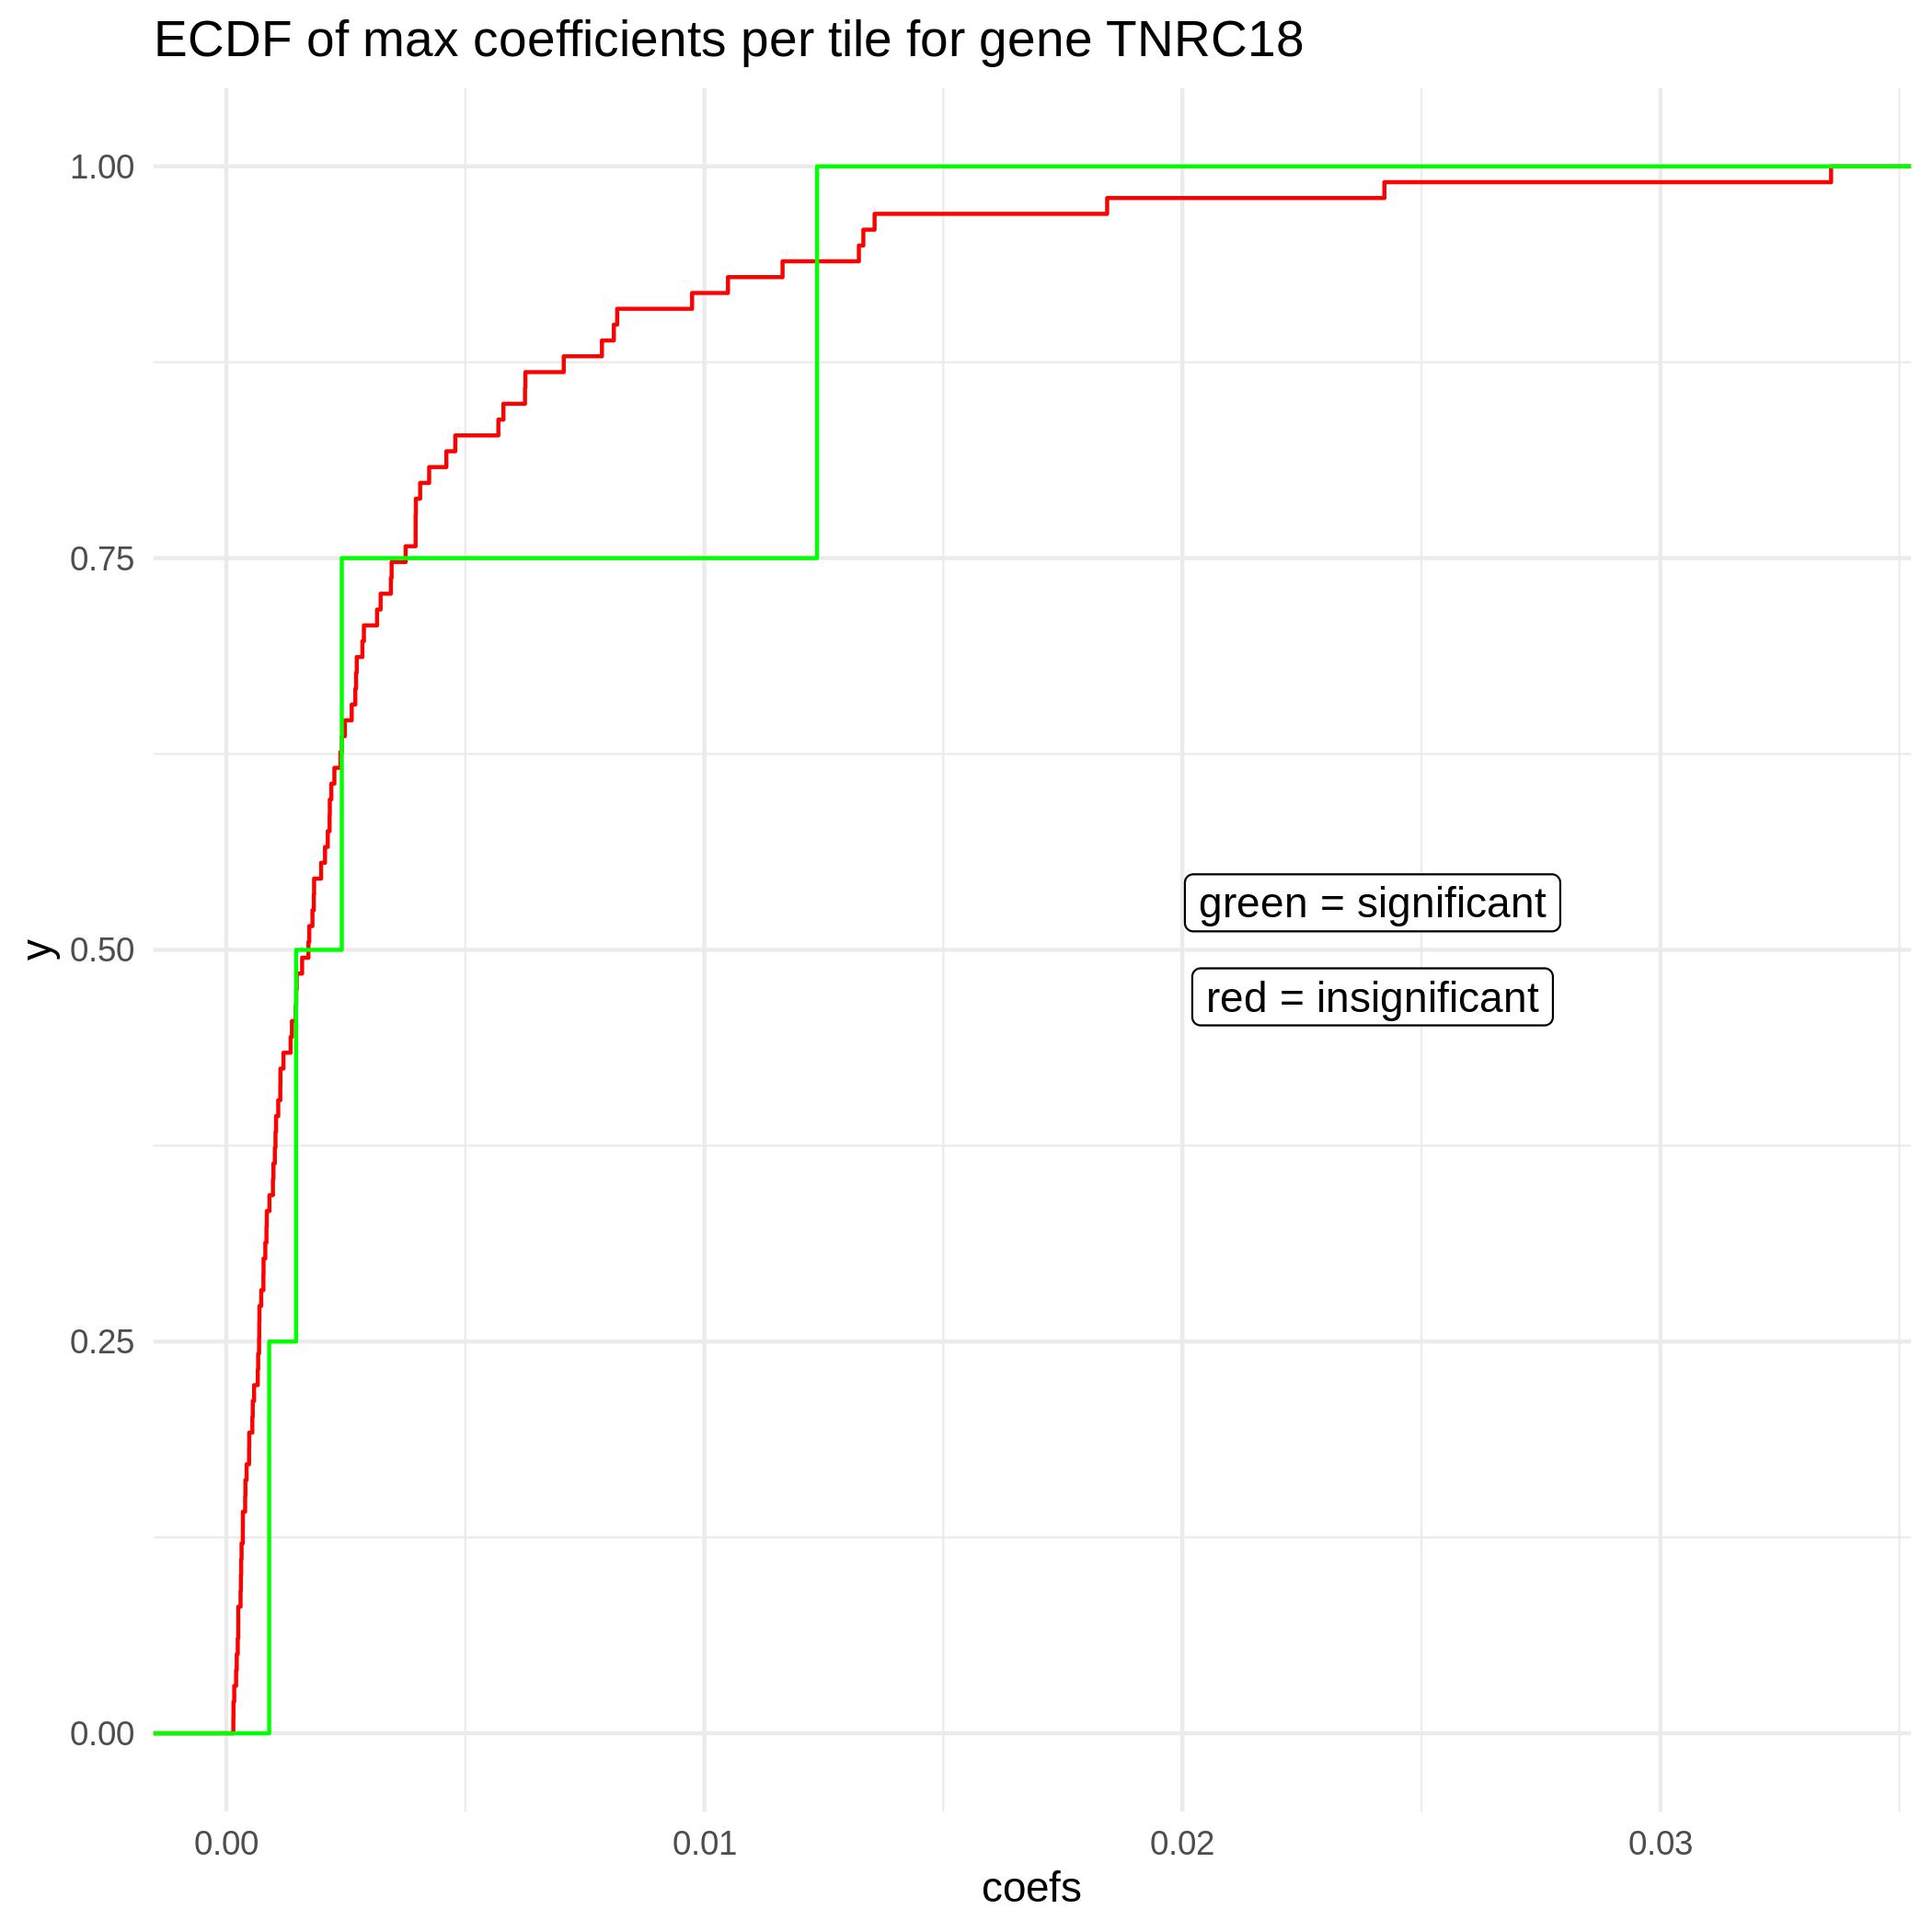 ECDF of max coefficients per tile for gene TNRC18
1.00
0.75
0.50
0.25
0.00
y
green = significant
red = insignificant
0.00 0.01 0.02 0.03
coefs